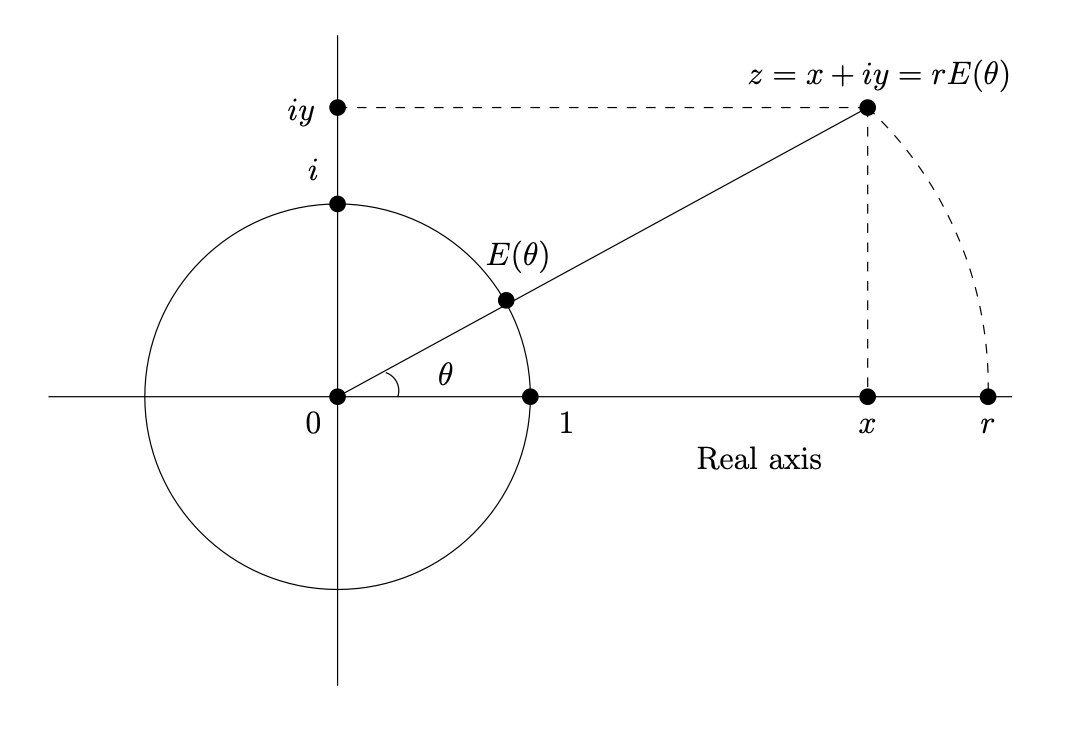 z = x + iy = rE(θ)
iy
i
E(θ)
θ
0
1
x
r
Real axis